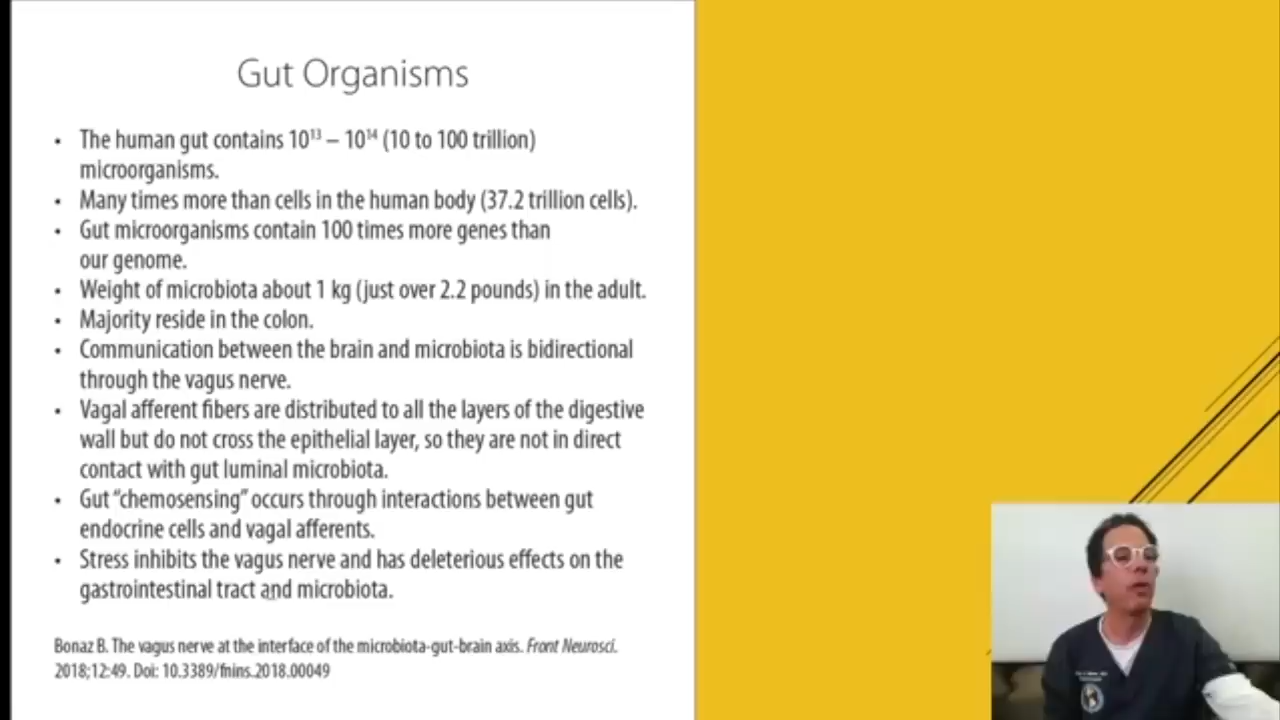 Gut Organisms
• The human gut contains 10¹³ – 10¹⁴ (10 to 100 trillion)
microorganisms.
• Many times more than cells in the human body (37.2 trillion cells).
• Gut microorganisms contain 100 times more genes than
our genome.
• Weight of microbiota about 1 kg (just over 2.2 pounds) in the adult.
• Majority reside in the colon.
• Communication between the brain and microbiota is bidirectional
through the vagus nerve.
• Vagal afferent fibers are distributed to all the layers of the digestive
wall but do not cross the epithelial layer, so they are not in direct
contact with gut luminal microbiota.
• Gut “chemosensing” occurs through interactions between gut
endocrine cells and vagal afferents.
• Stress inhibits the vagus nerve and has deleterious effects on the
gastrointestinal tract and microbiota.
Bonaz B. The vagus nerve at the interface of the microbiota-gut-brain axis. Front Neurosci.
2018;12:49. Doi: 10.3389/fnins.2018.00049